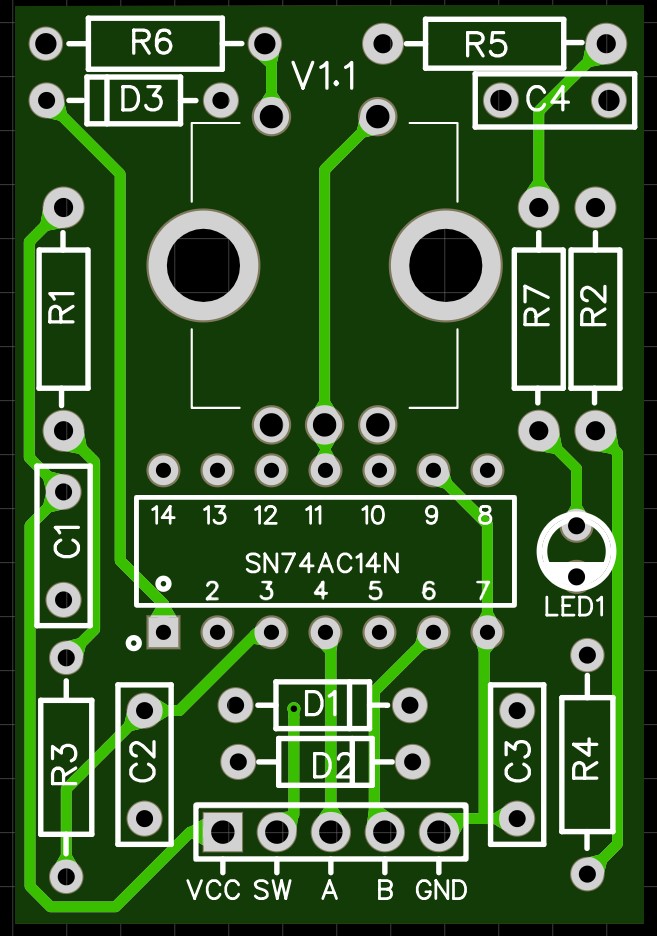 R6
R5
V1.1
D3
C4
R1
R7
R2
14 13 12 11 10 9 8
SN74AC14N
2 3 4 5 6 7
C1
LED1
D1
D2
R3
C2
C3
R4
VCC SW A B GND